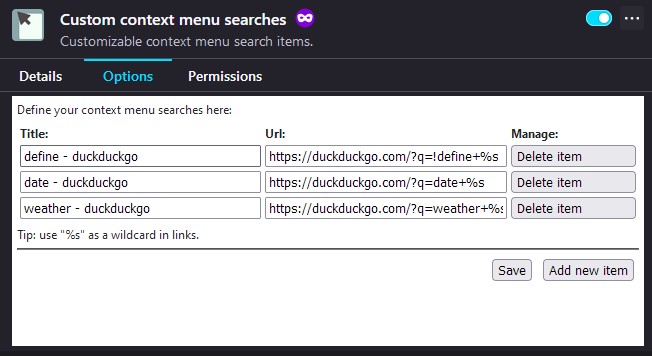 Custom context menu searches
Customizable context menu search items.
Details Options Permissions
Define your context menu searches here:
Title: Url: Manage:
define - duckduckgo https://duckduckgo.com/?q=!define+%s Delete item
date - duckduckgo https://duckduckgo.com/?q=date+%s Delete item
weather - duckduckgo https://duckduckgo.com/?q=weather+%s Delete item
Tip: use "%s" as a wildcard in links.
Save Add new item